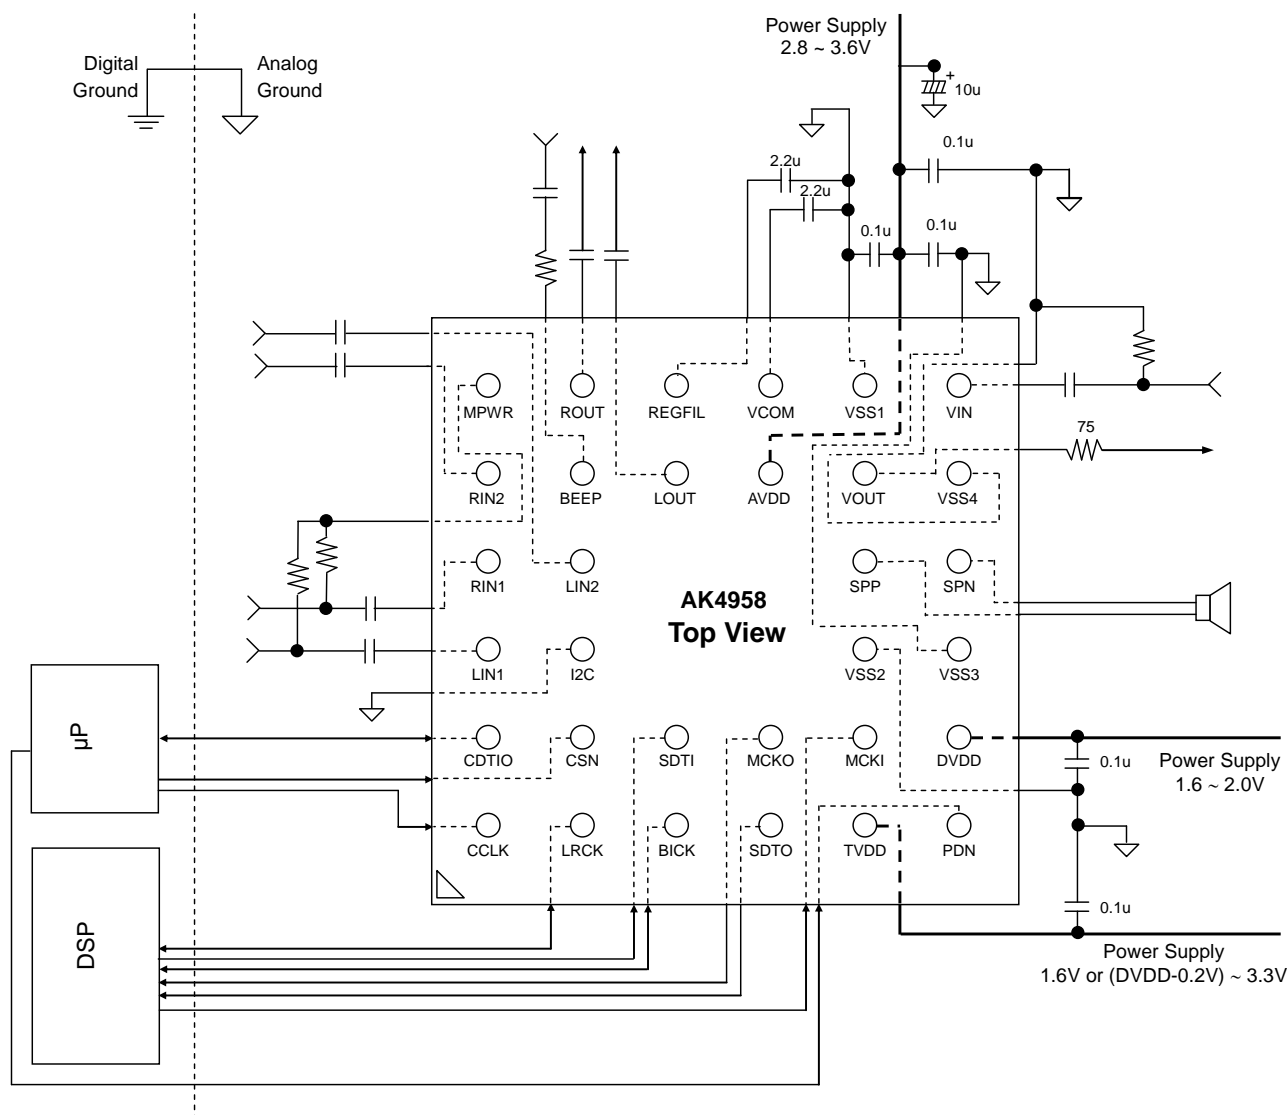 Power Supply
2.8 ~ 3.6V
Digital
Ground
Analog
Ground
+
10u
0.1u
2.2u
2.2u
0.1u
0.1u
MPWR
ROUT
REGFIL
VCOM
VSS1
VIN
75
RIN2
BEEP
LOUT
AVDD
VOUT
VSS4
RIN1
LIN2
SPP
SPN
AK4958
Top View
LIN1
I2C
VSS2
VSS3
µP
CDTIO
CSN
SDTI
MCKO
MCKI
DVDD
0.1u
Power Supply
1.6 ~ 2.0V
CCLK
LRCK
BICK
SDTO
TVDD
PDN
0.1u
DSP
Power Supply
1.6V or (DVDD-0.2V) ~ 3.3V